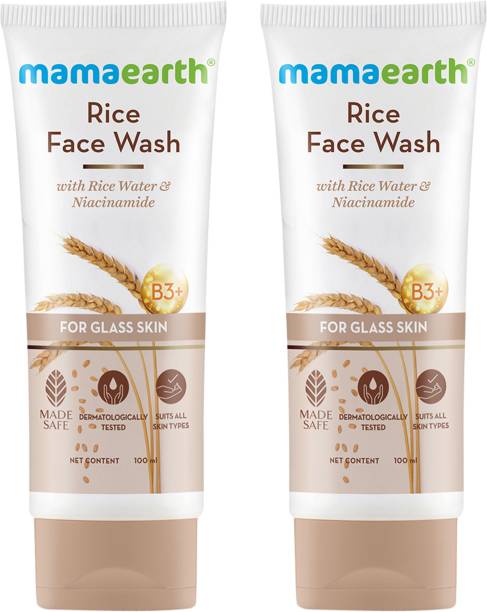 mamaearth®
Rice
Face Wash
with Rice Water &
Niacinamide
B3+
FOR GLASS SKIN
MADE
SAFE
DERMATOLOGICALLY
TESTED
SUITS ALL
SKIN TYPES
NET CONTENT 100 ml
mamaearth®
Rice
Face Wash
with Rice Water &
Niacinamide
B3+
FOR GLASS SKIN
MADE
SAFE
DERMATOLOGICALLY
TESTED
SUITS ALL
SKIN TYPES
NET CONTENT 100 ml